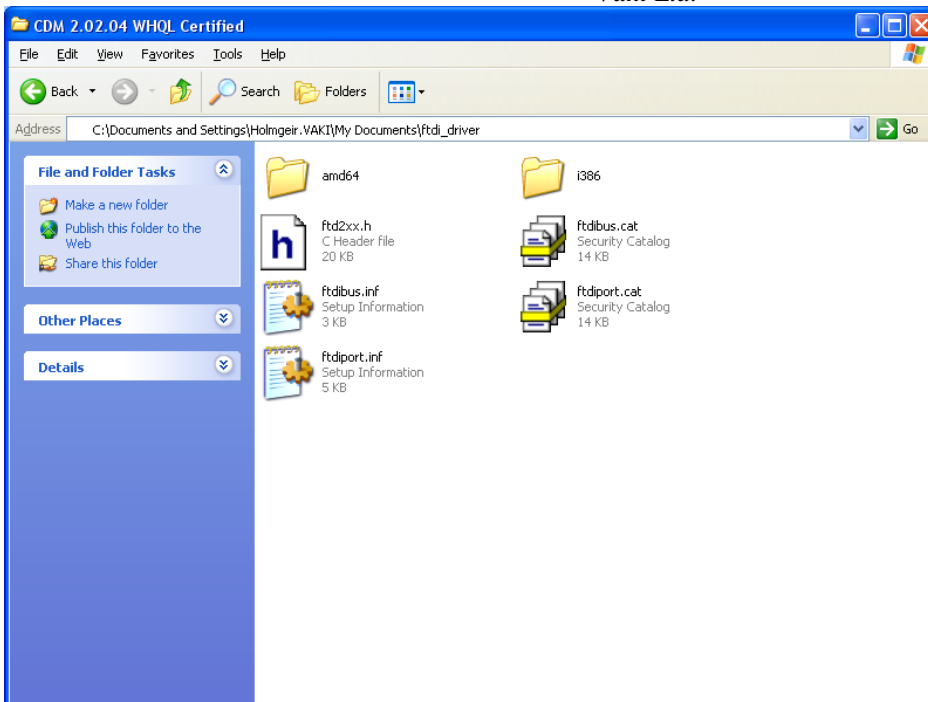 CDM 2.02.04 WHQL Certified
File Edit View Favorites Tools Help
Back Search Folders
Address C:\Documents and Settings\Holmgeir.VAKI\My Documents\ftdi_driver Go
File and Folder Tasks
Make a new folder
Publish this folder to the
Web
Share this folder
Other Places
Details
amd64
i386
ftd2xx.h
C Header file
20 KB
ftdibus.cat
Security Catalog
14 KB
ftdibus.inf
Setup Information
3 KB
ftdiport.cat
Security Catalog
14 KB
ftdiport.inf
Setup Information
5 KB